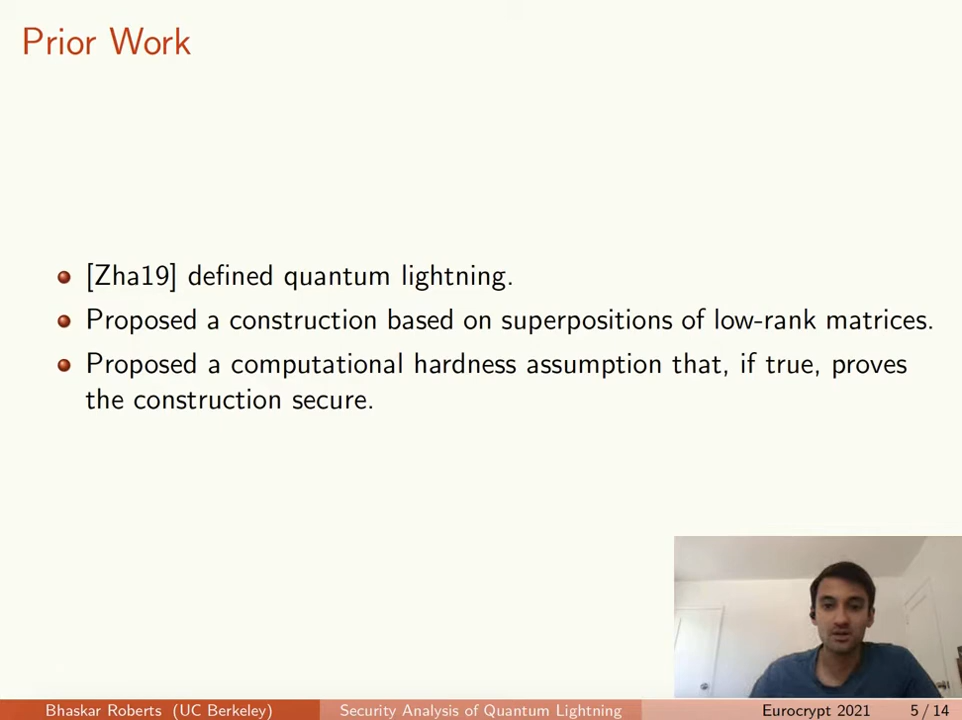 Prior Work
[Zha19] defined quantum lightning.
Proposed a construction based on superpositions of low-rank matrices.
Proposed a computational hardness assumption that, if true, proves
the construction secure.
Bhaskar Roberts (UC Berkeley) Security Analysis of Quantum Lightning Eurocrypt 2021 5 / 14